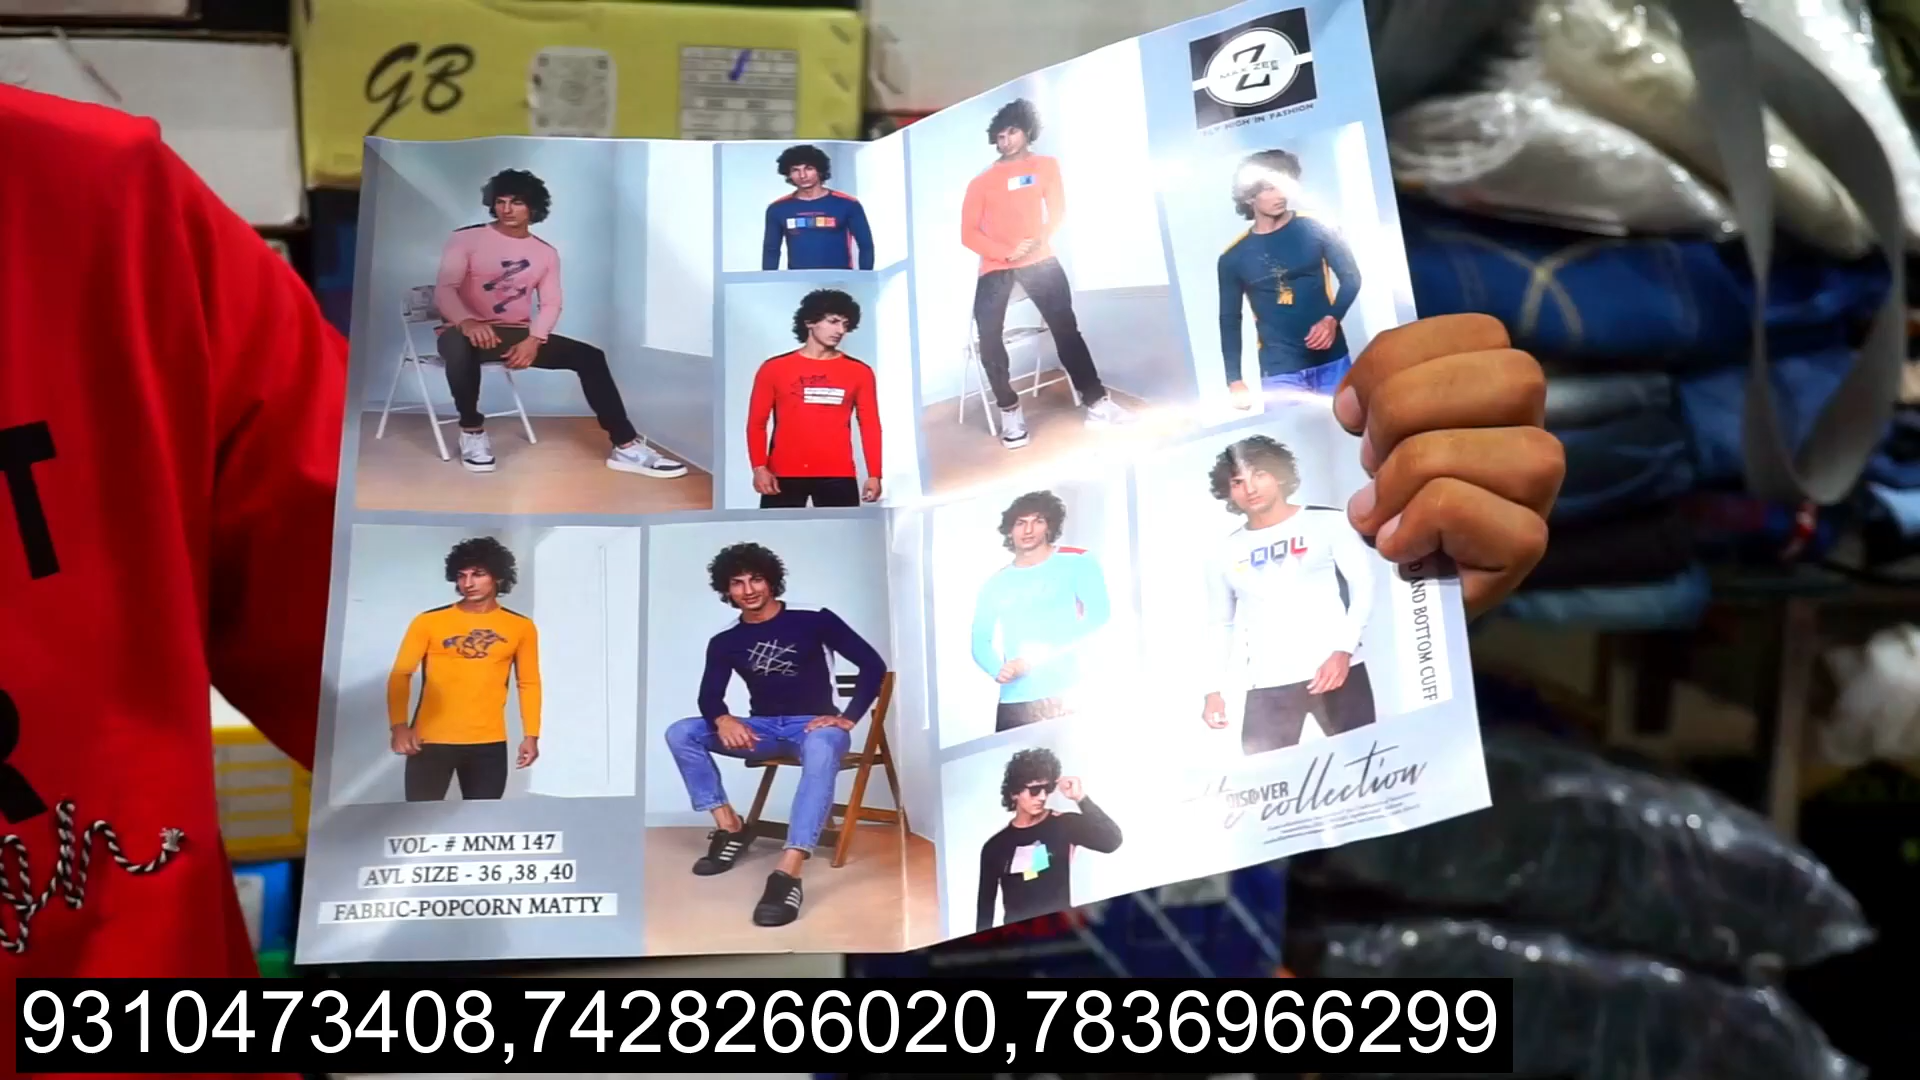 GB
MAX ZEE
Z
FLY HIGH IN FASHION
T
R
D AND BOTTOM CUFF
DISCOVER
collection
VOL- # MNM 147
AVL SIZE - 36 ,38 ,40
FABRIC-POPCORN MATTY
9310473408,7428266020,7836966299